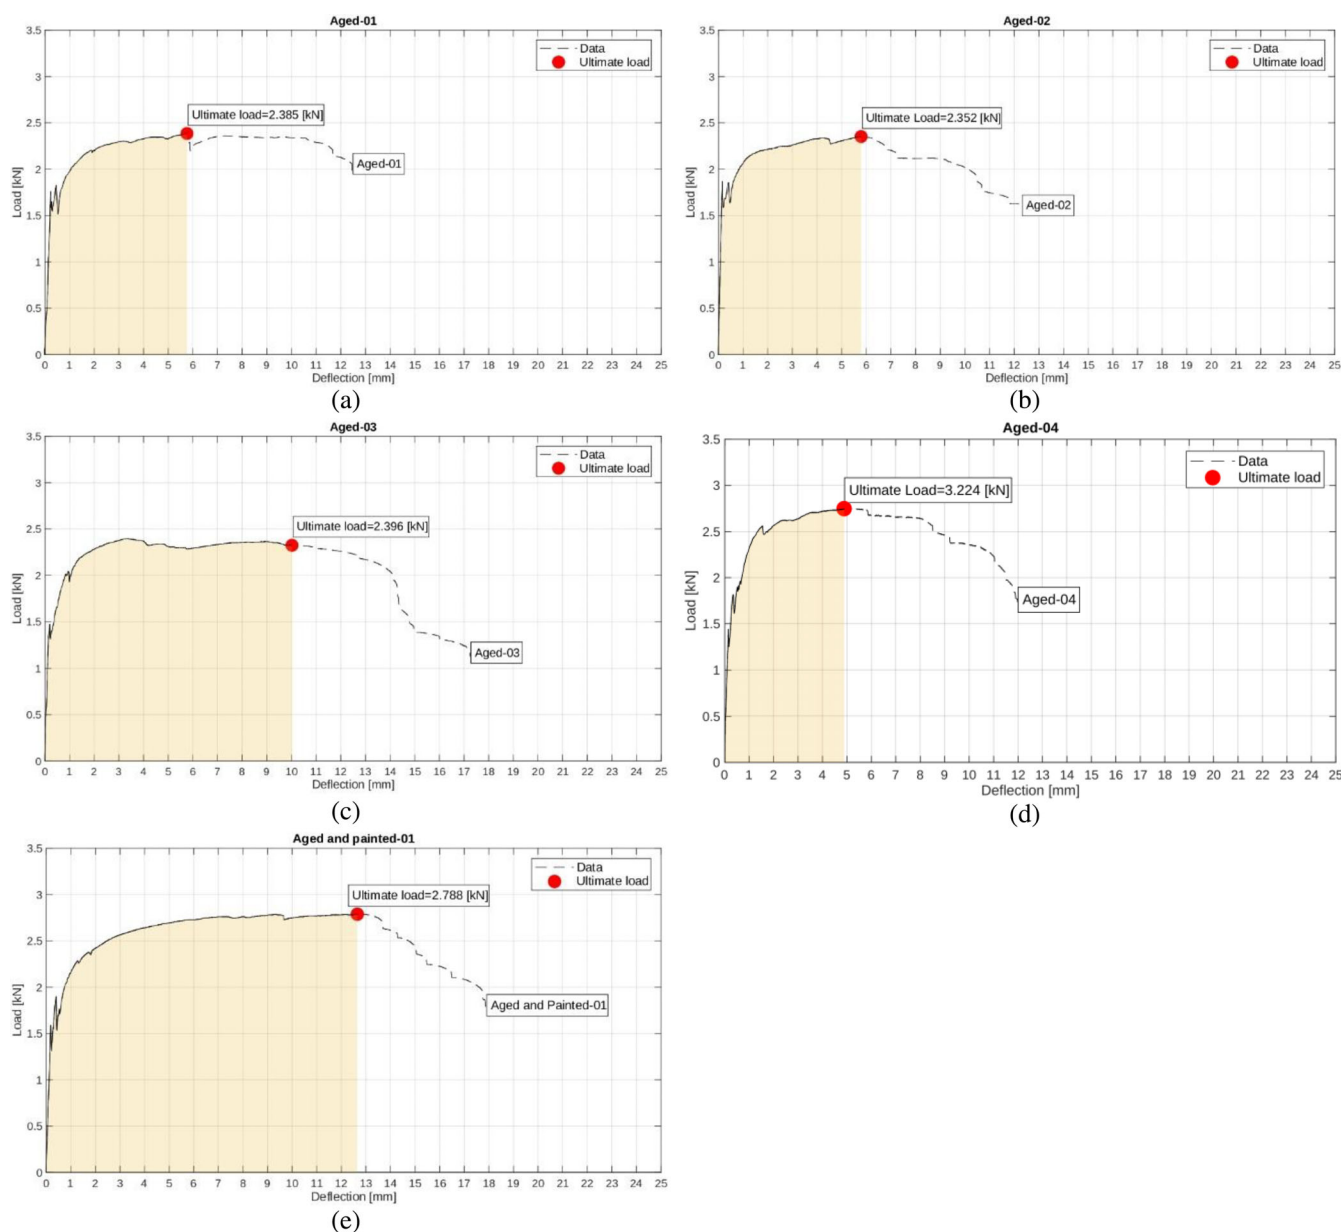 Aged-01
3.5
3
2.5
2
1.5
1
0.5
0
Load [kN]
Data
Ultimate load
Ultimate load=2.385 [kN]
Aged-01
0 1 2 3 4 5 6 7 8 9 10 11 12 13 14 15 16 17 18 19 20 21 22 23 24 25
Deflection [mm]
(a)
Aged-02
3.5
3
2.5
2
1.5
1
0.5
0
Load [kN]
Data
Ultimate load
Ultimate Load=2.352 [kN]
Aged-02
0 1 2 3 4 5 6 7 8 9 10 11 12 13 14 15 16 17 18 19 20 21 22 23 24 25
Deflection [mm]
(b)
Aged-03
3.5
3
2.5
2
1.5
1
0.5
0
Load [kN]
Data
Ultimate load
Ultimate load=2.396 [kN]
Aged-03
0 1 2 3 4 5 6 7 8 9 10 11 12 13 14 15 16 17 18 19 20 21 22 23 24 25
Deflection [mm]
(c)
Aged-04
3.5
3
2.5
2
1.5
1
0.5
0
Load [kN]
Data
Ultimate load
Ultimate Load=3.224 [kN]
Aged-04
0 1 2 3 4 5 6 7 8 9 10 11 12 13 14 15 16 17 18 19 20 21 22 23 24 25
Deflection [mm]
(d)
Aged and painted-01
3.5
3
2.5
2
1.5
1
0.5
0
Load [kN]
Data
Ultimate load
Ultimate load=2.788 [kN]
Aged and Painted-01
0 1 2 3 4 5 6 7 8 9 10 11 12 13 14 15 16 17 18 19 20 21 22 23 24 25
Deflection [mm]
(e)